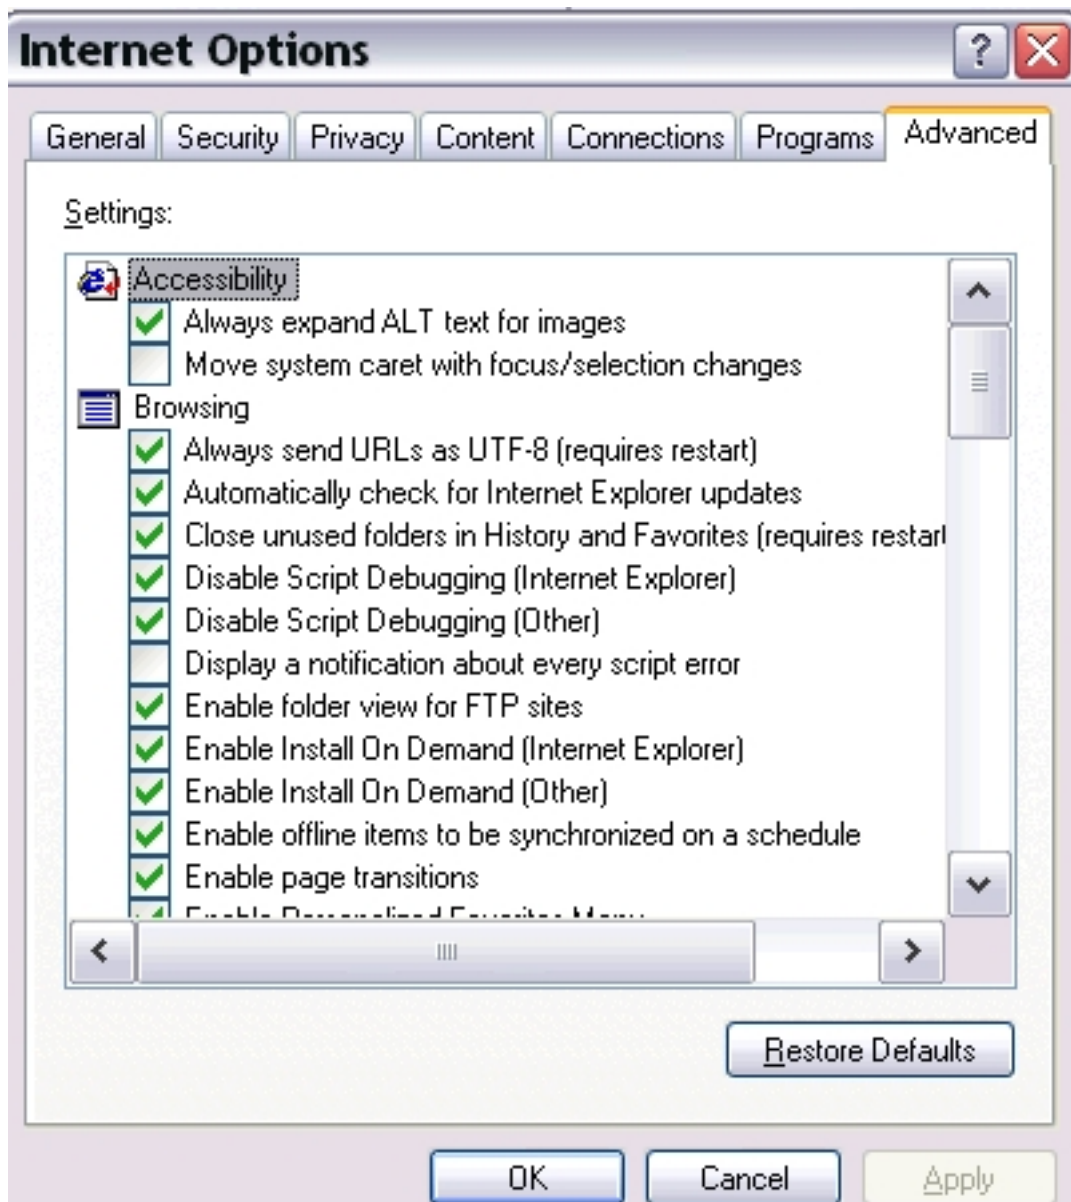 Internet Options
General Security Privacy Content Connections Programs Advanced
Settings:
Accessibility
Always expand ALT text for images
Move system caret with focus/selection changes
Browsing
Always send URLs as UTF-8 (requires restart)
Automatically check for Internet Explorer updates
Close unused folders in History and Favorites (requires restart
Disable Script Debugging (Internet Explorer)
Disable Script Debugging (Other)
Display a notification about every script error
Enable folder view for FTP sites
Enable Install On Demand (Internet Explorer)
Enable Install On Demand (Other)
Enable offline items to be synchronized on a schedule
Enable page transitions
Enable Personalized Favorites Menu
Restore Defaults
OK Cancel Apply